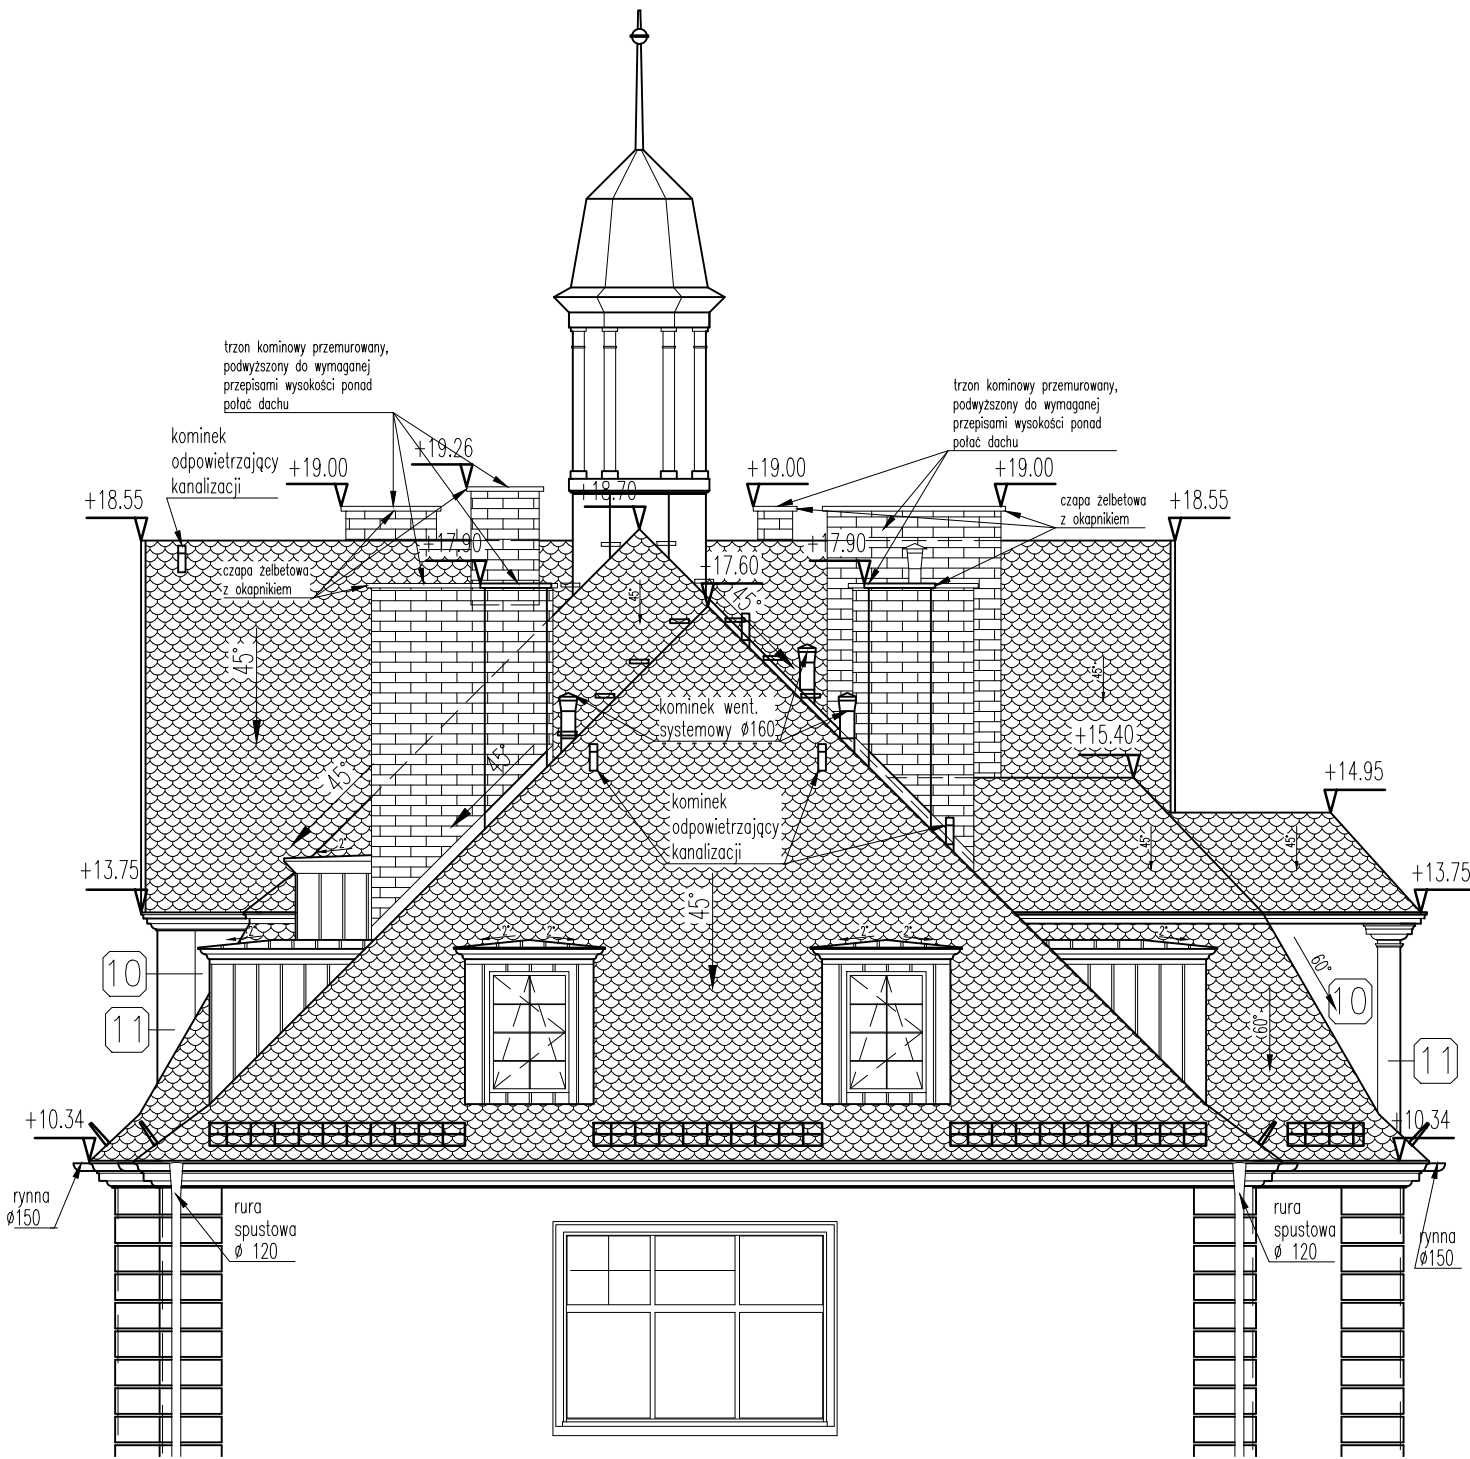 trzon kominowy przemurowany,
podwyższony do wymaganej
przepisami wysokości ponad
połać dachu
trzon kominowy przemurowany,
podwyższony do wymaganej
przepisami wysokości ponad
połać dachu
kominek
odpowietrzający
kanalizacji
+19.00
+19.26
+19.00
+19.00
+18.55
+18.70
+18.55
czapa żelbetowa
z okapnikiem
+17.90
+17.90
+17.60
czapa żelbetowa
z okapnikiem
45°
45°
45°
45°
45°
45°
kominek went.
systemowy ø160
+15.40
+14.95
kominek
odpowietrzający
kanalizacji
2°
45°
45°
+13.75
+13.75
45°
2°
2°
2°
2°
2°
2°
60°
10
10
11
60°
11
+10.34
+10.34
rynna
ø150
rura
spustowa
ø 120
rura
spustowa
ø 120
rynna
ø150